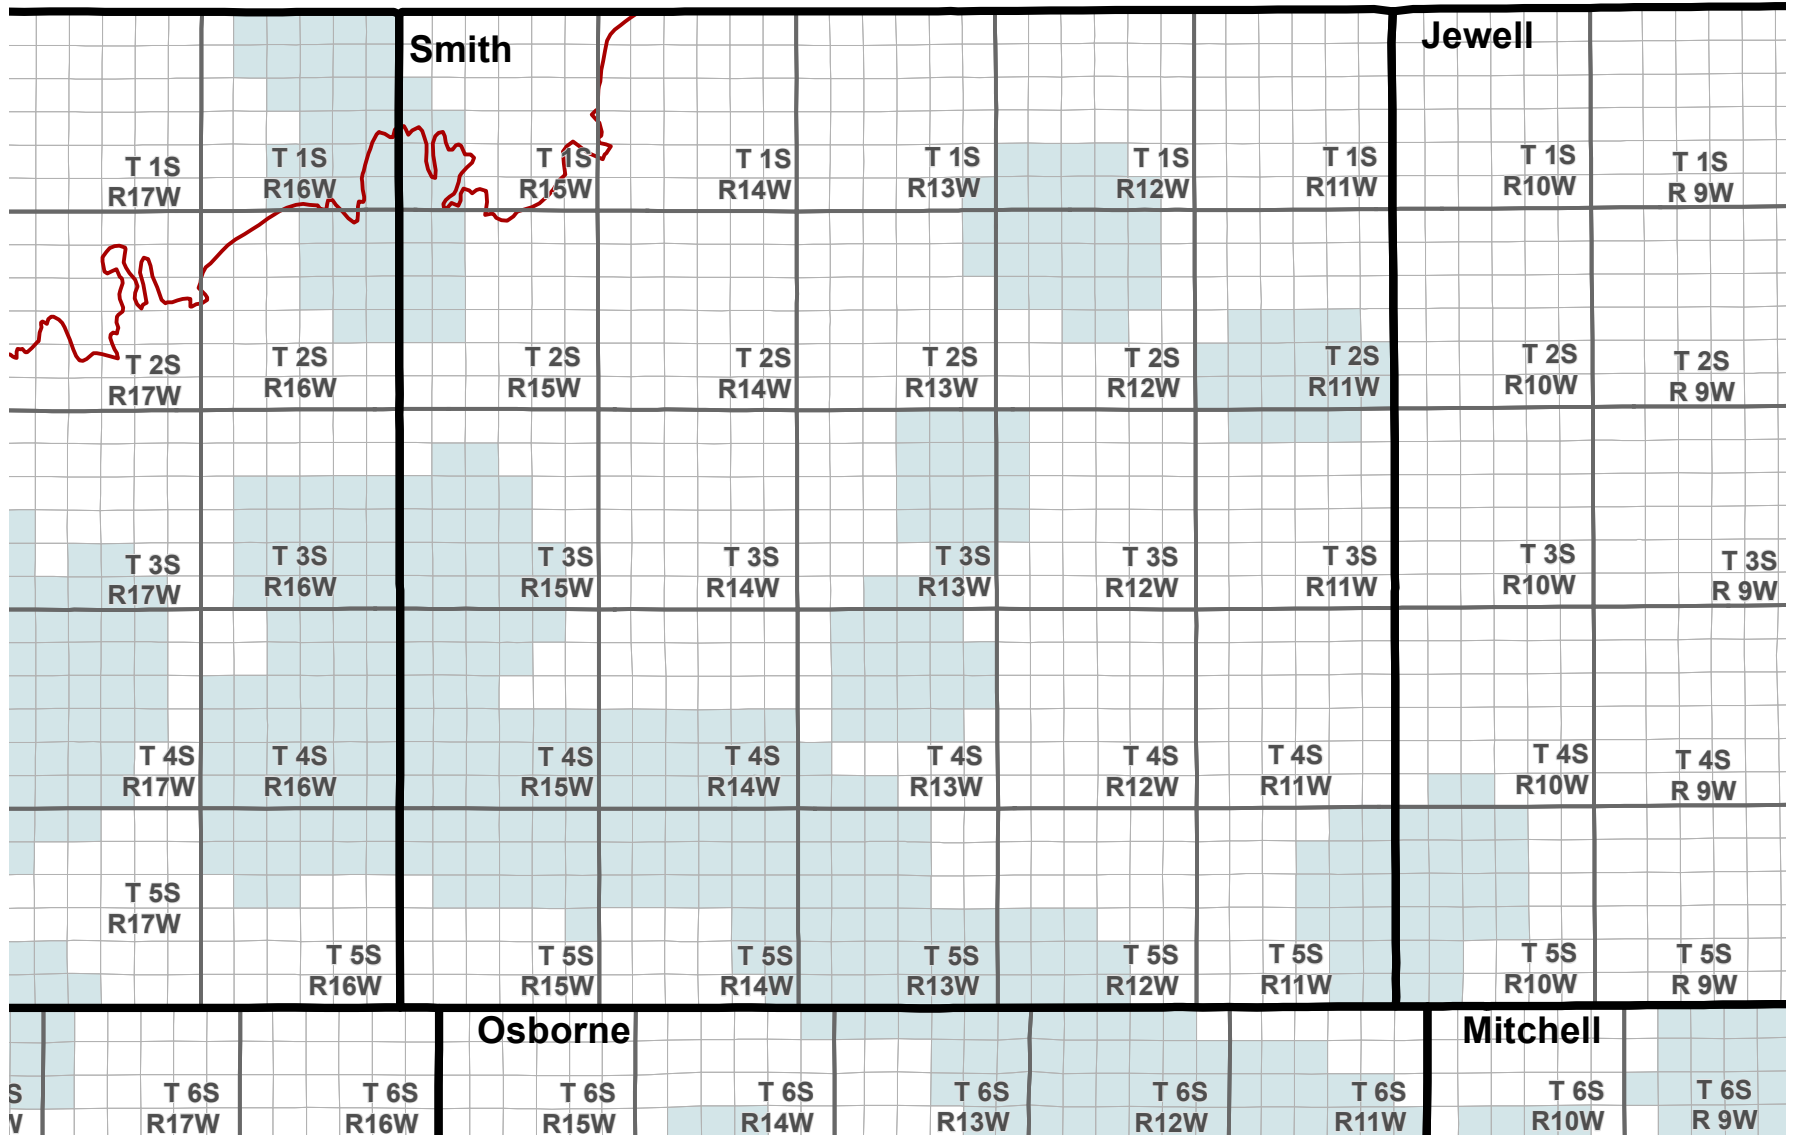 Smith
Jewell
T 1S
R17W
T 1S
R16W
T 1S
R15W
T 1S
R14W
T 1S
R13W
T 1S
R12W
T 1S
R11W
T 1S
R10W
T 1S
R 9W
T 2S
R17W
T 2S
R16W
T 2S
R15W
T 2S
R14W
T 2S
R13W
T 2S
R12W
T 2S
R11W
T 2S
R10W
T 2S
R 9W
T 3S
R17W
T 3S
R16W
T 3S
R15W
T 3S
R14W
T 3S
R13W
T 3S
R12W
T 3S
R11W
T 3S
R10W
T 3S
R 9W
T 4S
R17W
T 4S
R16W
T 4S
R15W
T 4S
R14W
T 4S
R13W
T 4S
R12W
T 4S
R11W
T 4S
R10W
T 4S
R 9W
T 5S
R17W
T 5S
R16W
T 5S
R15W
T 5S
R14W
T 5S
R13W
T 5S
R12W
T 5S
R11W
T 5S
R10W
T 5S
R 9W
Osborne
Mitchell
S
W
T 6S
R17W
T 6S
R16W
T 6S
R15W
T 6S
R14W
T 6S
R13W
T 6S
R12W
T 6S
R11W
T 6S
R10W
T 6S
R 9W